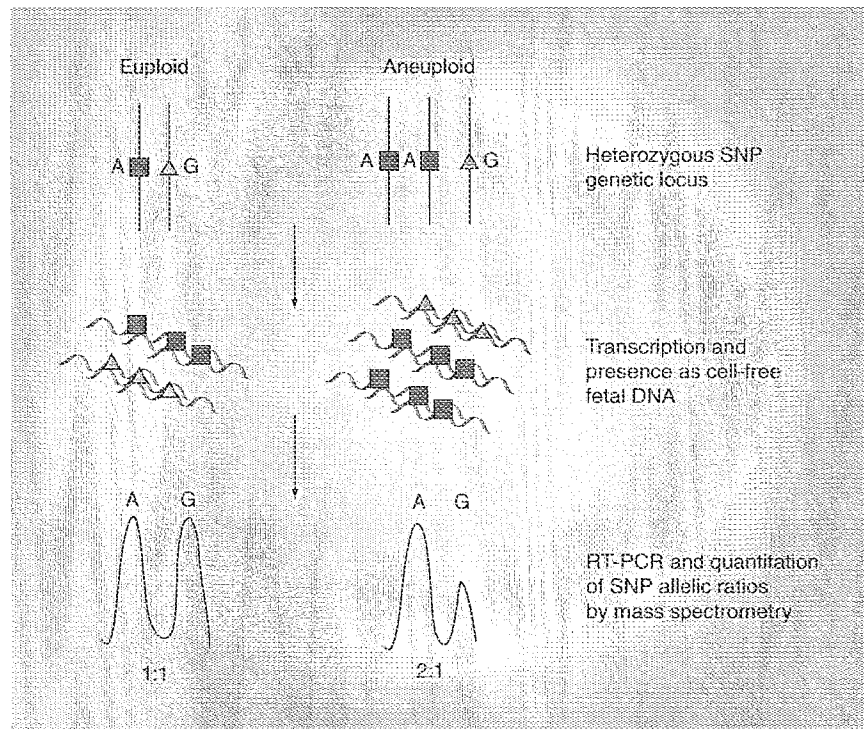 Euploid
Aneuploid
A
G
A
A
G
Heterozygous SNP
genetic locus
Transcription and
presence as cell-free
fetal DNA
A
G
A
G
RT-PCR and quantitation
of SNP allelic ratios
by mass spectrometry
1:1
2:1